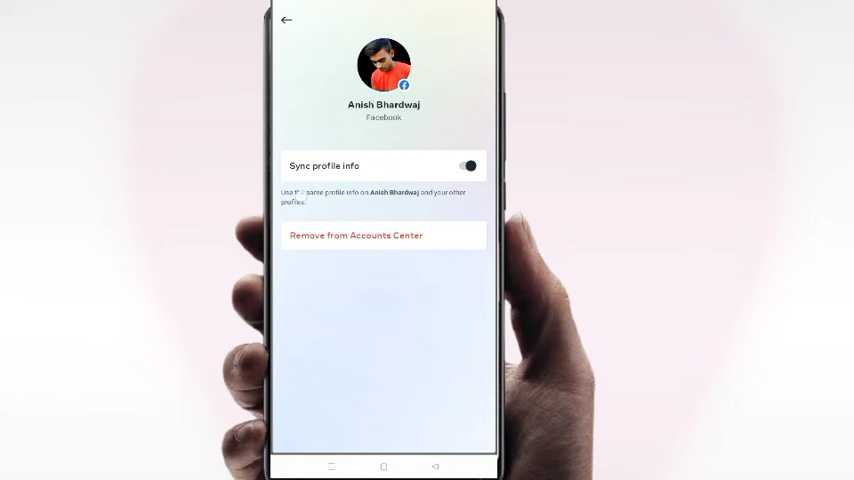 Anish Bhardwaj
Facebook
Sync profile info
same profile info on Anish Bhardwaj and your other
profiles.
Remove from Accounts Center